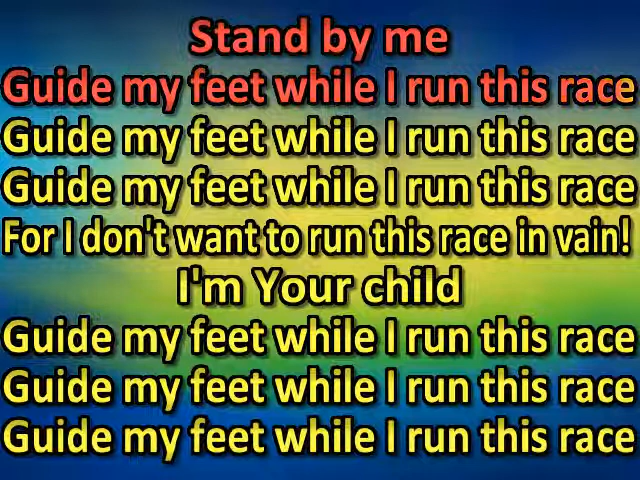 Stand by me
Guide my feet while I run this race
Guide my feet while I run this race
Guide my feet while I run this race
For I don't want to run this race in vain!
I'm Your child
Guide my feet while I run this race
Guide my feet while I run this race
Guide my feet while I run this race